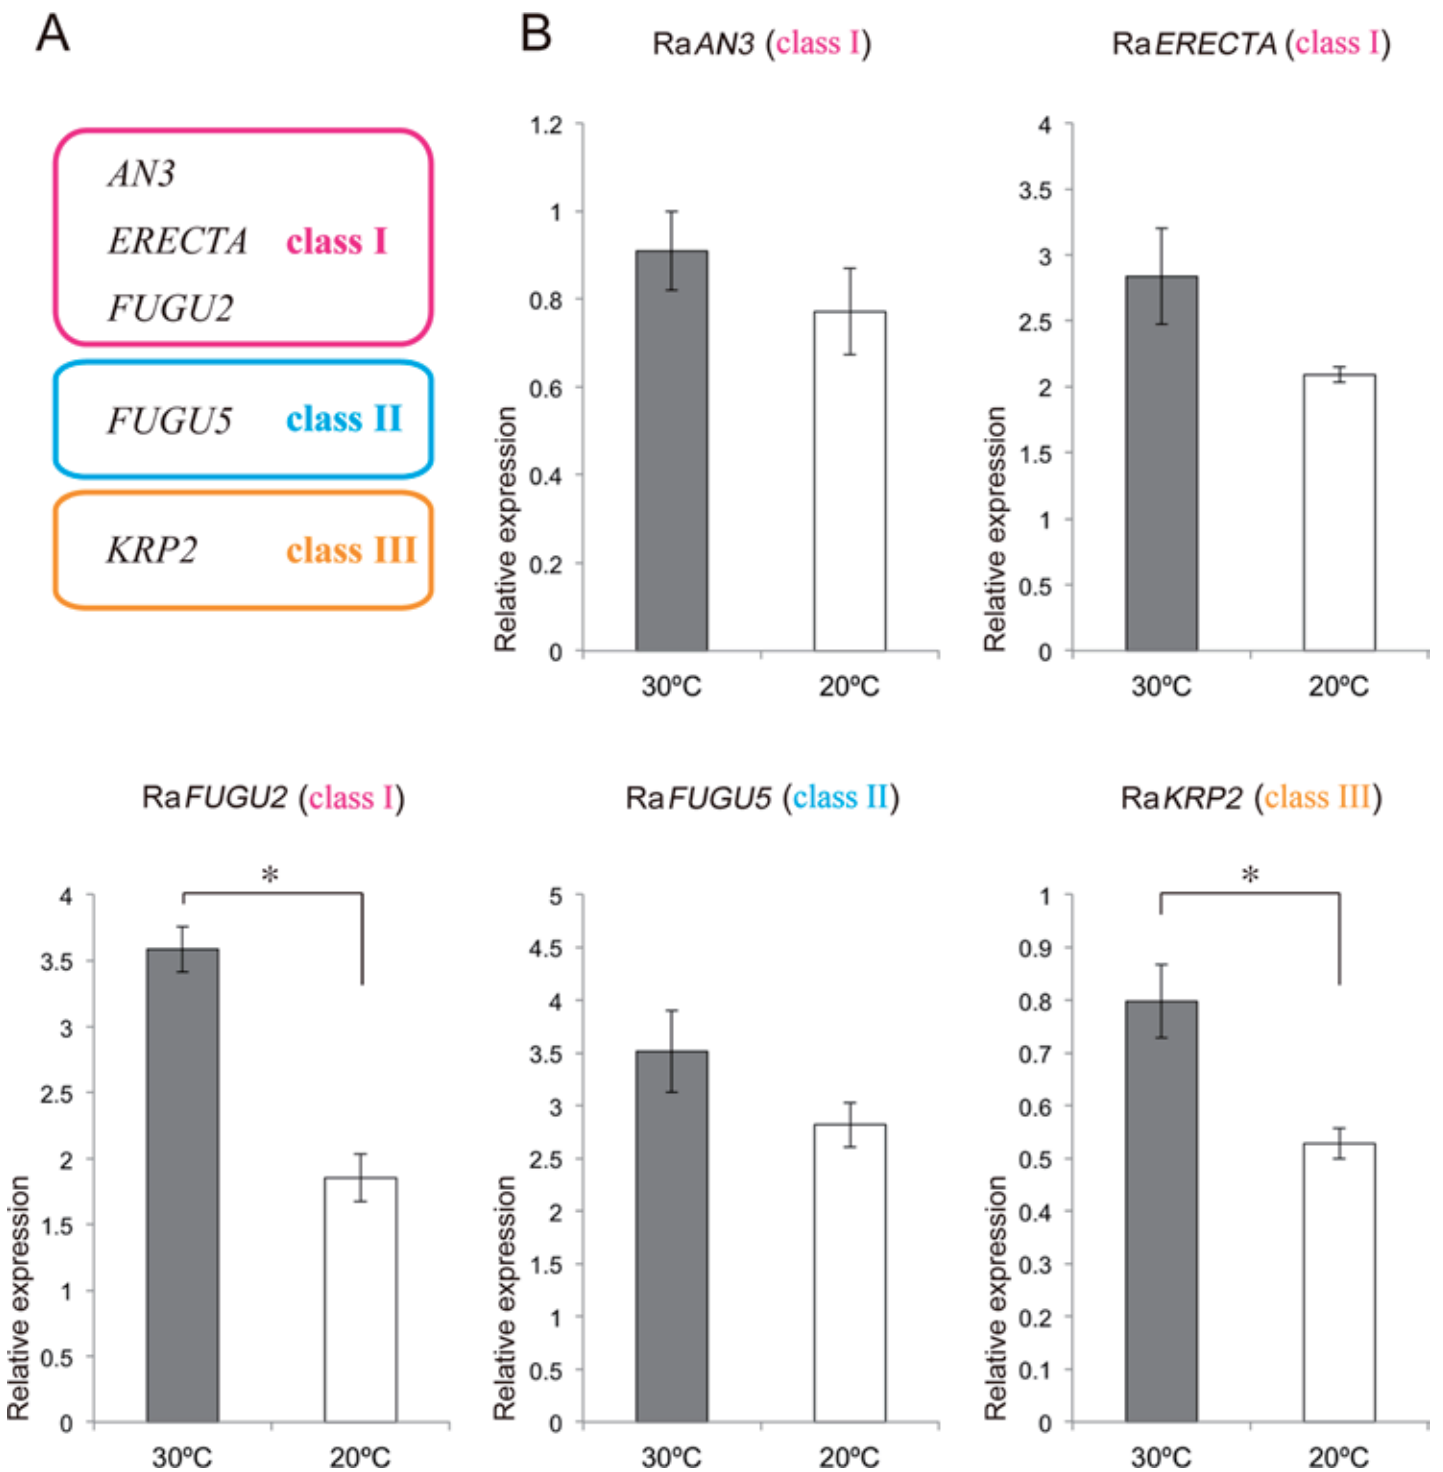 A
AN3
ERECTA class I
FUGU2
FUGU5 class II
KRP2 class III
B
RaAN3 (class I)
Relative expression
1.2
1
0.8
0.6
0.4
0.2
0
30ºC 20ºC
RaERECTA (class I)
Relative expression
4
3.5
3
2.5
2
1.5
1
0.5
0
30ºC 20ºC
RaFUGU2 (class I)
*
Relative expression
4
3.5
3
2.5
2
1.5
1
0.5
0
30ºC 20ºC
RaFUGU5 (class II)
Relative expression
5
4.5
4
3.5
3
2.5
2
1.5
1
0.5
0
30ºC 20ºC
RaKRP2 (class III)
*
Relative expression
1
0.9
0.8
0.7
0.6
0.5
0.4
0.3
0.2
0.1
0
30ºC 20ºC